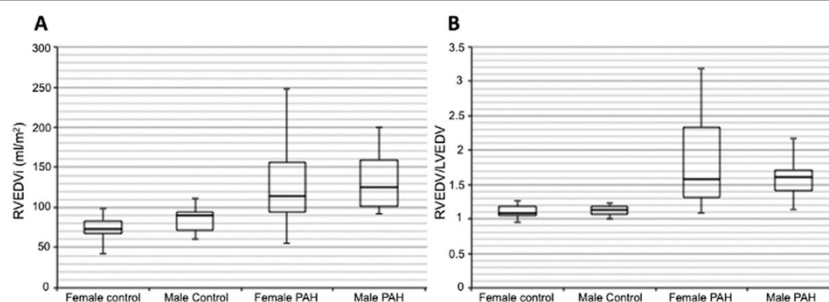 A
300
250
200
150
100
50
0
RVEDVi (ml/m²)
Female control Male Control Female PAH Male PAH
B
3.5
3
2.5
2
1.5
1
0.5
0
RVEDV/LVEDV
Female control Male Control Female PAH Male PAH